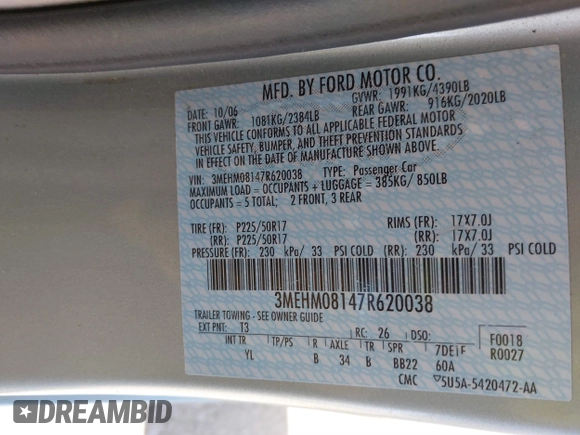 MFD. BY FORD MOTOR CO.
DATE: 10/06 GVWR: 1991KG/4390LB
FRONT GAWR: 1081KG/2384LB REAR GAWR: 916KG/2020LB
THIS VEHICLE CONFORMS TO ALL APPLICABLE FEDERAL MOTOR
VEHICLE SAFETY, BUMPER, AND THEFT PREVENTION STANDARDS
IN EFFECT ON THE DATE OF MANUFACTURE SHOWN ABOVE.
VIN: 3MEHM08147R620038 TYPE: Passenger Car
MAXIMUM LOAD = OCCUPANTS + LUGGAGE = 385KG/ 850LB
OCCUPANTS = 5 TOTAL; 2 FRONT, 3 REAR
TIRE(FR): P225/50R17 RIMS (FR): 17X7.0J
(RR): P225/50R17 (RR): 17X7.0J
PRESSURE (FR): 230 kPa/ 33 PSI COLD (RR): 230 kPa/ 33 PSI COLD
3MEHM08147R620038
TRAILER TOWING - SEE OWNER GUIDE
EXT PNT: T3 RC: 26 DSO: F0018
INT TR TP/PS R AXLE TR SPR R0027
YL B 34 B BB22 60A
CMC 5U5A-5420472-AA
DREAMBID